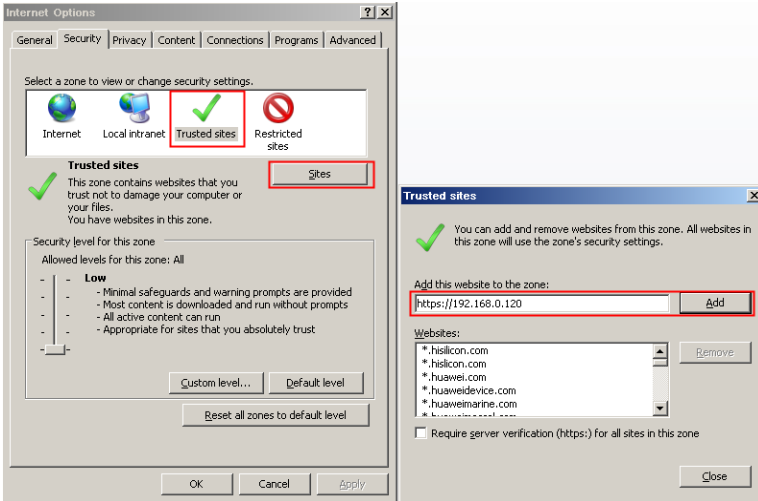 Internet Options
General Security Privacy Content Connections Programs Advanced
Select a zone to view or change security settings.
Internet Local intranet Trusted sites Restricted
sites
Trusted sites
This zone contains websites that you
trust not to damage your computer or
your files.
You have websites in this zone.
Sites
Security level for this zone
Allowed levels for this zone: All
Low
- Minimal safeguards and warning prompts are provided
- Most content is downloaded and run without prompts
- All active content can run
- Appropriate for sites that you absolutely trust
Custom level... Default level
Reset all zones to default level
OK Cancel Apply
Trusted sites
You can add and remove websites from this zone. All websites in
this zone will use the zone's security settings.
Add this website to the zone:
https://192.168.0.120 Add
Websites:
*.hisilicon.com Remove
*.hislicon.com
*.huawei.com
*.huaweidevice.com
*.huaweimarine.com
Require server verification (https:) for all sites in this zone
Close